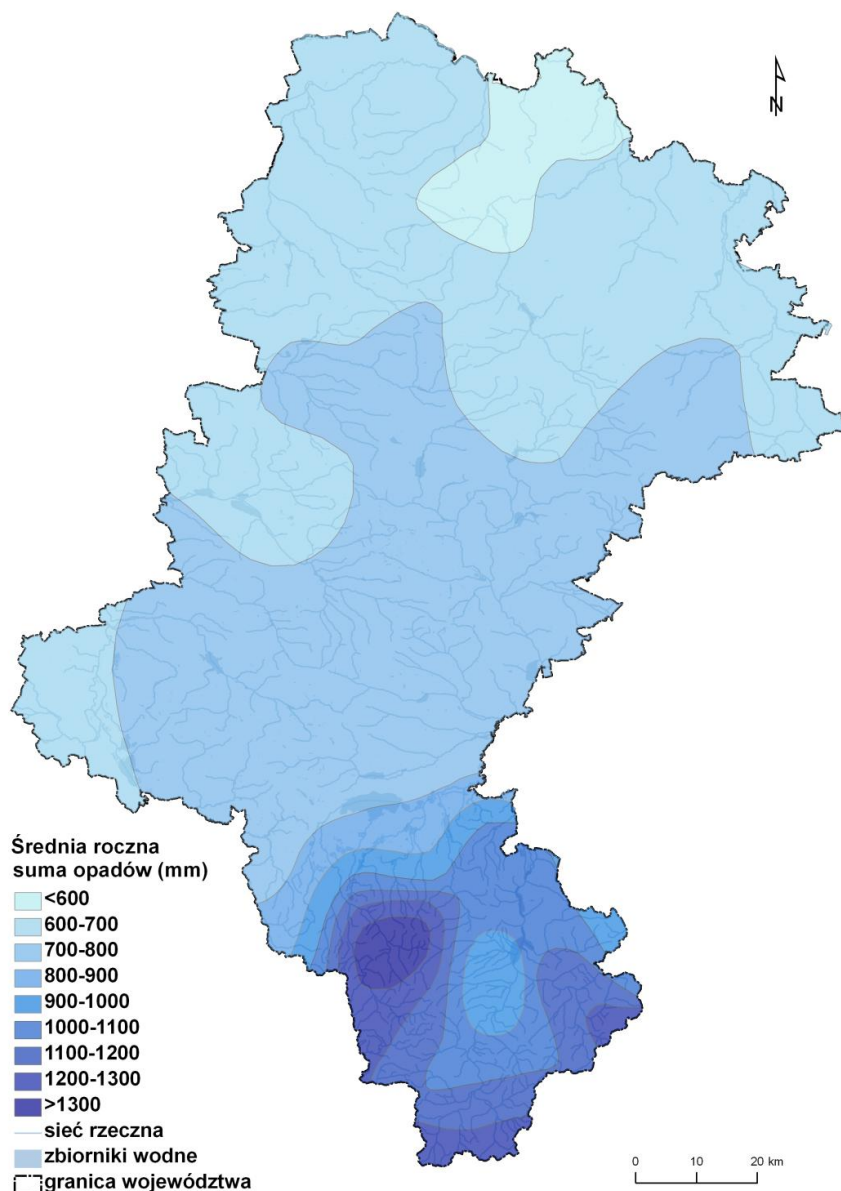 N
Średnia roczna
suma opadów (mm)
<600
600-700
700-800
800-900
900-1000
1000-1100
1100-1200
1200-1300
>1300
sieć rzeczna
zbiorniki wodne
granica województwa
0 10 20 km